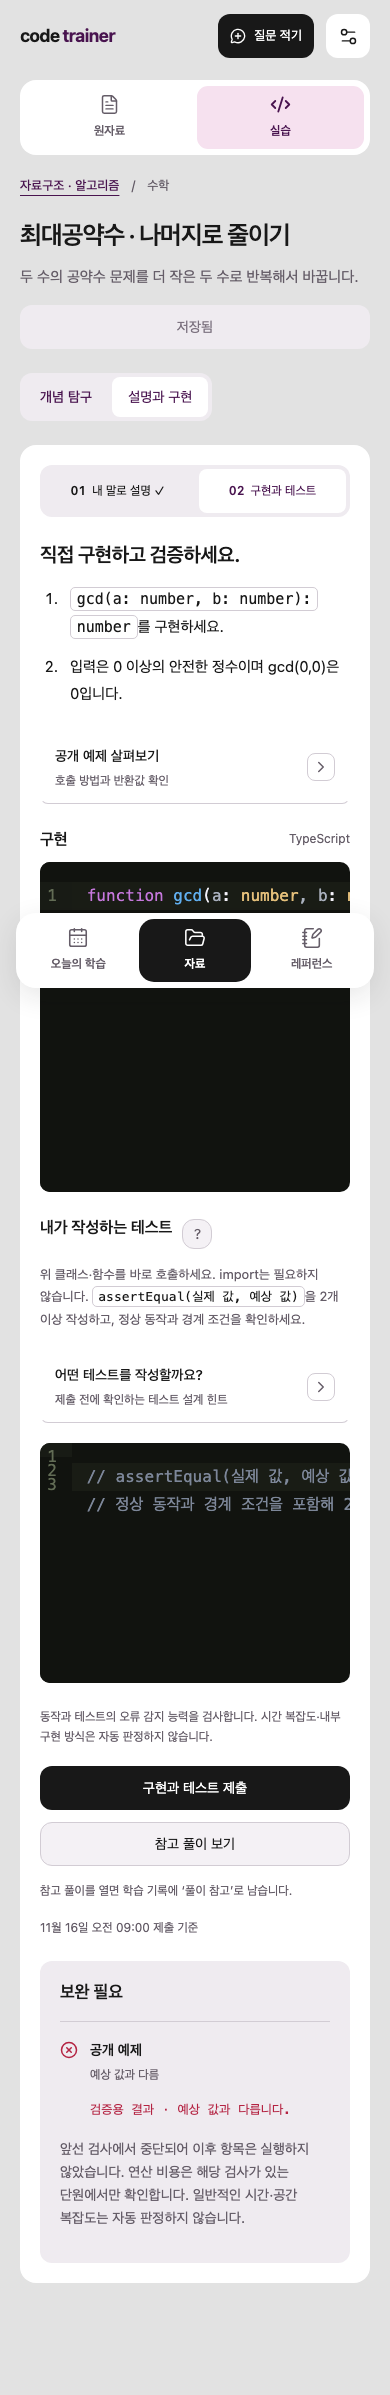 code trainer
질문 적기
원자료
실습
자료구조 · 알고리즘 / 수학
최대공약수 · 나머지로 줄이기
두 수의 공약수 문제를 더 작은 두 수로 반복해서 바꿉니다.
저장됨
개념 탐구
설명과 구현
01 내 말로 설명 ✓
02 구현과 테스트
직접 구현하고 검증하세요.
1. gcd(a: number, b: number):
number를 구현하세요.
2. 입력은 0 이상의 안전한 정수이며 gcd(0,0)은
0입니다.
공개 예제 살펴보기
호출 방법과 반환값 확인
구현
TypeScript
1 function gcd(a: number, b:
오늘의 학습
자료
레퍼런스
내가 작성하는 테스트 ?
위 클래스·함수를 바로 호출하세요. import는 필요하지
않습니다. assertEqual(실제 값, 예상 값)을 2개
이상 작성하고, 정상 동작과 경계 조건을 확인하세요.
어떤 테스트를 작성할까요?
제출 전에 확인하는 테스트 설계 힌트
1
2 // assertEqual(실제 값, 예상
3 // 정상 동작과 경계 조건을 포함해
동작과 테스트의 오류 감지 능력을 검사합니다. 시간 복잡도·내부
구현 방식은 자동 판정하지 않습니다.
구현과 테스트 제출
참고 풀이 보기
참고 풀이를 열면 학습 기록에 ‘풀이 참고’로 남습니다.
11월 16일 오전 09:00 제출 기준
보완 필요
공개 예제
예상 값과 다름
검증용 결과 · 예상 값과 다릅니다.
앞선 검사에서 중단되어 이후 항목은 실행하지
않았습니다. 연산 비용은 해당 검사가 있는
단원에서만 확인합니다. 일반적인 시간·공간
복잡도는 자동 판정하지 않습니다.